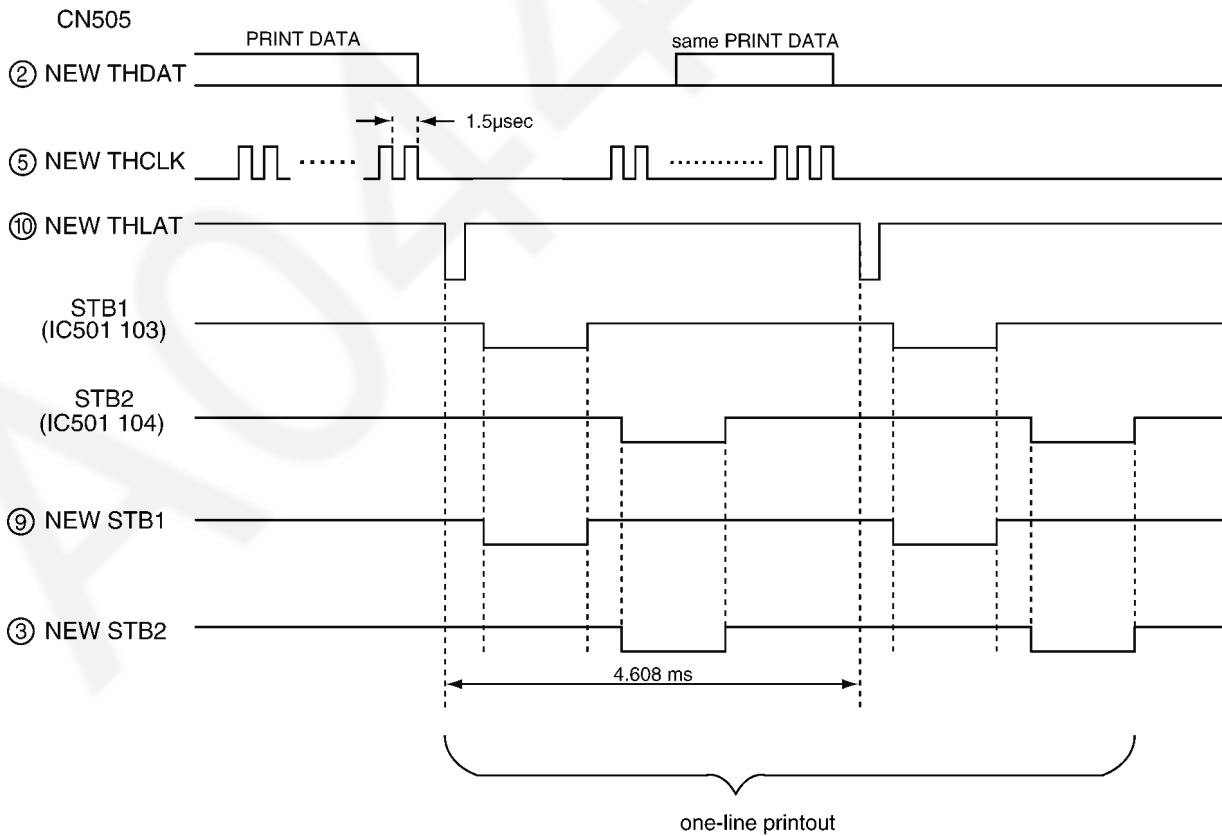 CN505
PRINT DATA
same PRINT DATA
② NEW THDAT
1.5µsec
⑤ NEW THCLK
⑩ NEW THLAT
STB1
(IC501 103)
STB2
(IC501 104)
⑨ NEW STB1
③ NEW STB2
4.608 ms
one-line printout